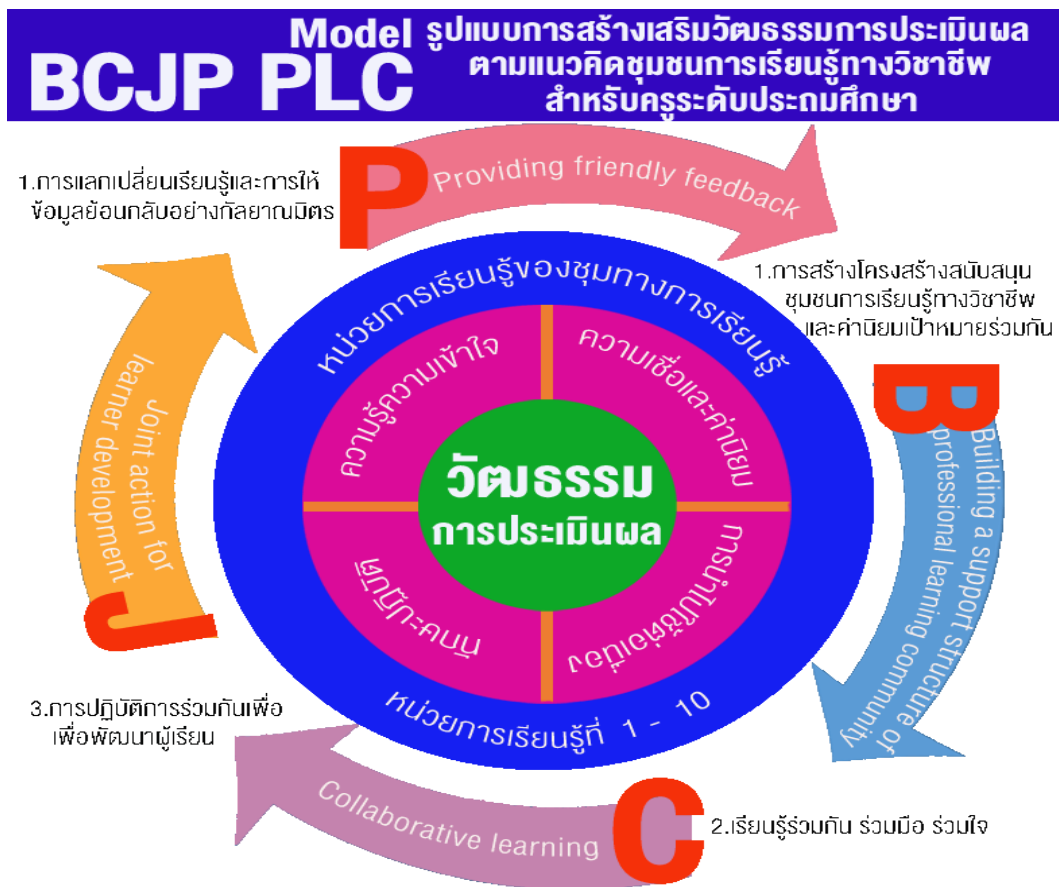 Model
BCJP PLC
รูปแบบการสร้างเสริมวัฒธรรมการประเมินผล
ตามแนวคิดชุมชนการเรียนรู้ทางวิชาชีพ
สำหรับครูระดับประถมศึกษา
P
Providing friendly feedback
1.การแลกเปลี่ยนเรียนรู้และการให้
ข้อมูลย้อนกลับอย่างกัลยาณมิตร
1.การสร้างโครงสร้างสนับสนุน
ชุมชนการเรียนรู้ทางวิชาชีพ
และค่านิยมเป้าหมายร่วมกัน
B
Building a support structure of
professional learning community
หน่วยการเรียนรู้ของชุมทางการเรียนรู้
ความรู้ความเข้าใจ
ความเชื่อและค่านิยม
วัฒธรรม
การประเมินผล
ทักษะปฏิบัติ
การนำไปใช้ต่อเนื่อง
หน่วยการเรียนรู้ที่ 1 - 10
Joint action for
learner development
J
3.การปฏิบัติการร่วมกันเพื่อ
เพื่อพัฒนาผู้เรียน
Collaborative learning
C
2.เรียนรู้ร่วมกัน ร่วมมือ ร่วมใจ